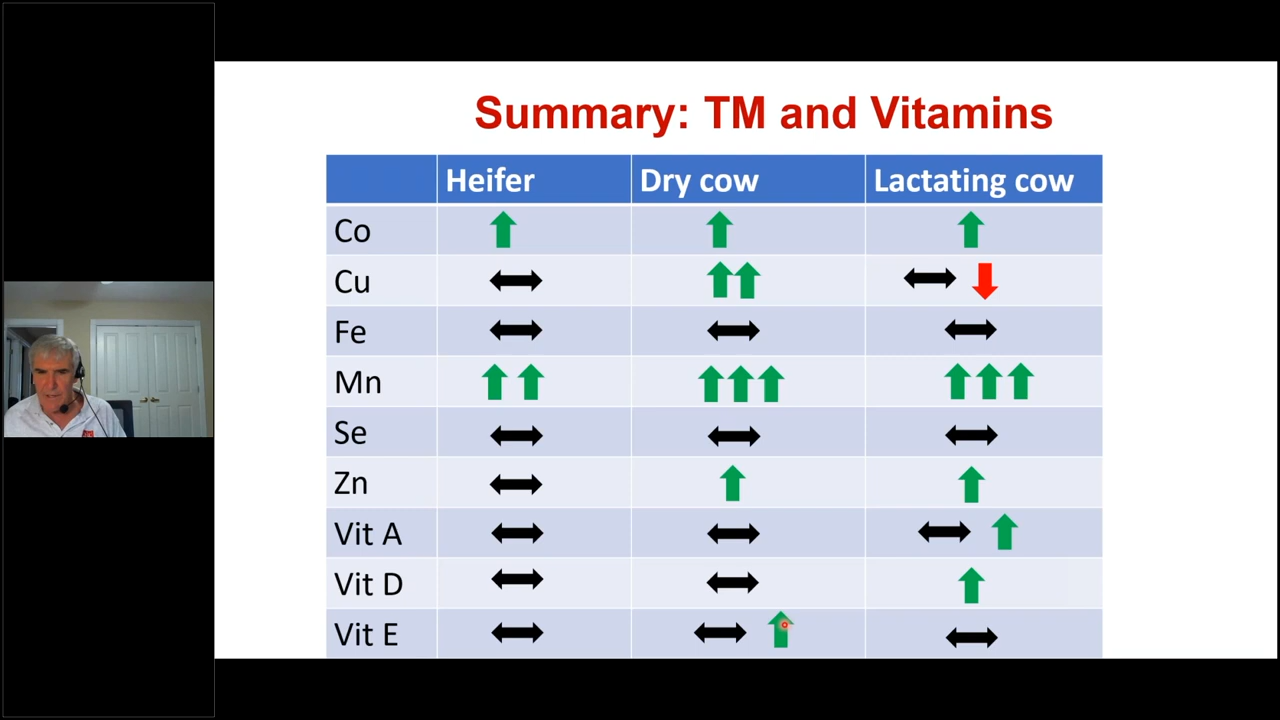 Summary: TM and Vitamins
Heifer Dry cow Lactating cow
Co
Cu
Fe
Mn
Se
Zn
Vit A
Vit D
Vit E